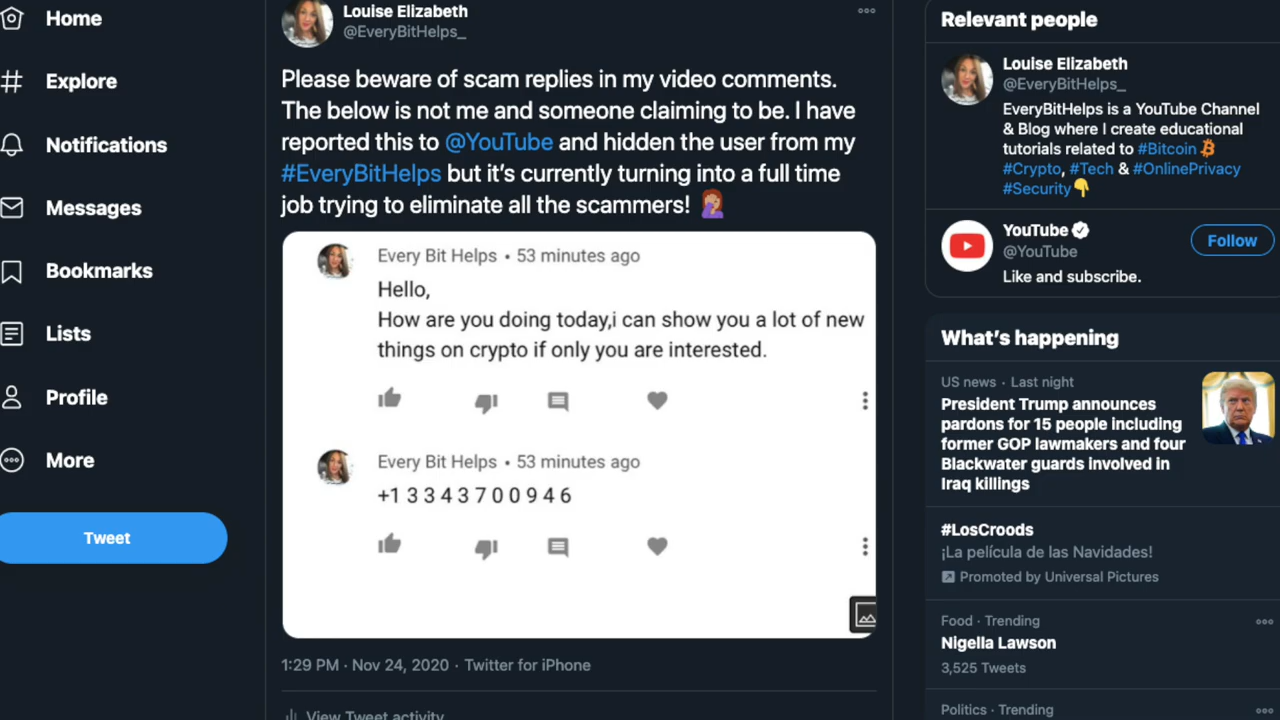 Home
Explore
Notifications
Messages
Bookmarks
Lists
Profile
More
Tweet
Louise Elizabeth
@EveryBitHelps_
Please beware of scam replies in my video comments.
The below is not me and someone claiming to be. I have
reported this to @YouTube and hidden the user from my
#EveryBitHelps but it's currently turning into a full time
job trying to eliminate all the scammers! 🤦🏽‍♀️
Every Bit Helps • 53 minutes ago
Hello,
How are you doing today,i can show you a lot of new
things on crypto if only you are interested.
Every Bit Helps • 53 minutes ago
+1 3 3 4 3 7 0 0 9 4 6
1:29 PM · Nov 24, 2020 · Twitter for iPhone
View Tweet activity
Relevant people
Louise Elizabeth
@EveryBitHelps_
EveryBitHelps is a YouTube Channel
& Blog where I create educational
tutorials related to #Bitcoin
#Crypto, #Tech & #OnlinePrivacy
#Security👇
YouTube
@YouTube
Follow
Like and subscribe.
What's happening
US news · Last night
President Trump announces
pardons for 15 people including
former GOP lawmakers and four
Blackwater guards involved in
Iraq killings
#LosCroods
¡La película de las Navidades!
Promoted by Universal Pictures
Food · Trending
Nigella Lawson
3,525 Tweets
Politics · Trending